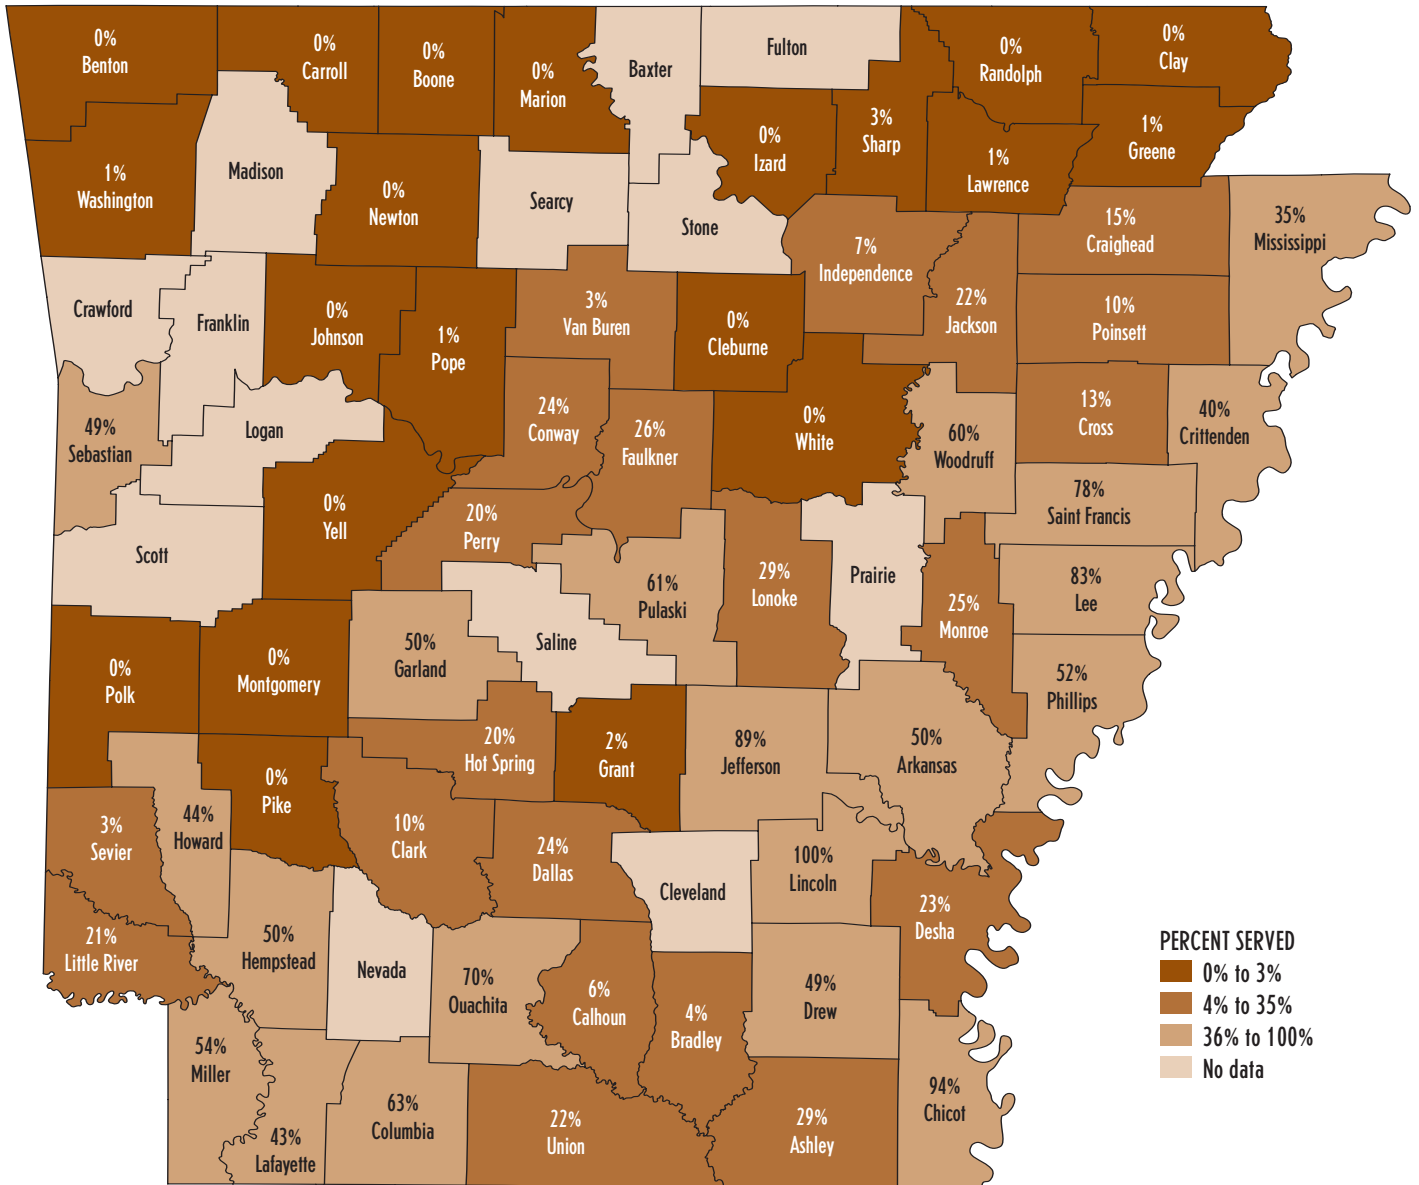 0%
Benton
0%
Carroll
0%
Boone
0%
Marion
Baxter
Fulton
0%
Randolph
0%
Clay
1%
Washington
Madison
0%
Newton
Searcy
Stone
0%
Izard
3%
Sharp
1%
Lawrence
1%
Greene
15%
Craighead
35%
Mississippi
Crawford
Franklin
0%
Johnson
1%
Pope
3%
Van Buren
0%
Cleburne
7%
Independence
22%
Jackson
10%
Poinsett
49%
Sebastian
Logan
24%
Conway
26%
Faulkner
0%
White
60%
Woodruff
13%
Cross
40%
Crittenden
Scott
0%
Yell
20%
Perry
61%
Pulaski
29%
Lonoke
Prairie
78%
Saint Francis
83%
Lee
25%
Monroe
0%
Polk
0%
Montgomery
50%
Garland
Saline
52%
Phillips
20%
Hot Spring
2%
Grant
89%
Jefferson
50%
Arkansas
3%
Sevier
44%
Howard
0%
Pike
10%
Clark
24%
Dallas
Cleveland
100%
Lincoln
23%
Desha
21%
Little River
50%
Hempstead
Nevada
70%
Ouachita
6%
Calhoun
4%
Bradley
49%
Drew
54%
Miller
43%
Lafayette
63%
Columbia
22%
Union
29%
Ashley
94%
Chicot
PERCENT SERVED
0% to 3%
4% to 35%
36% to 100%
No data